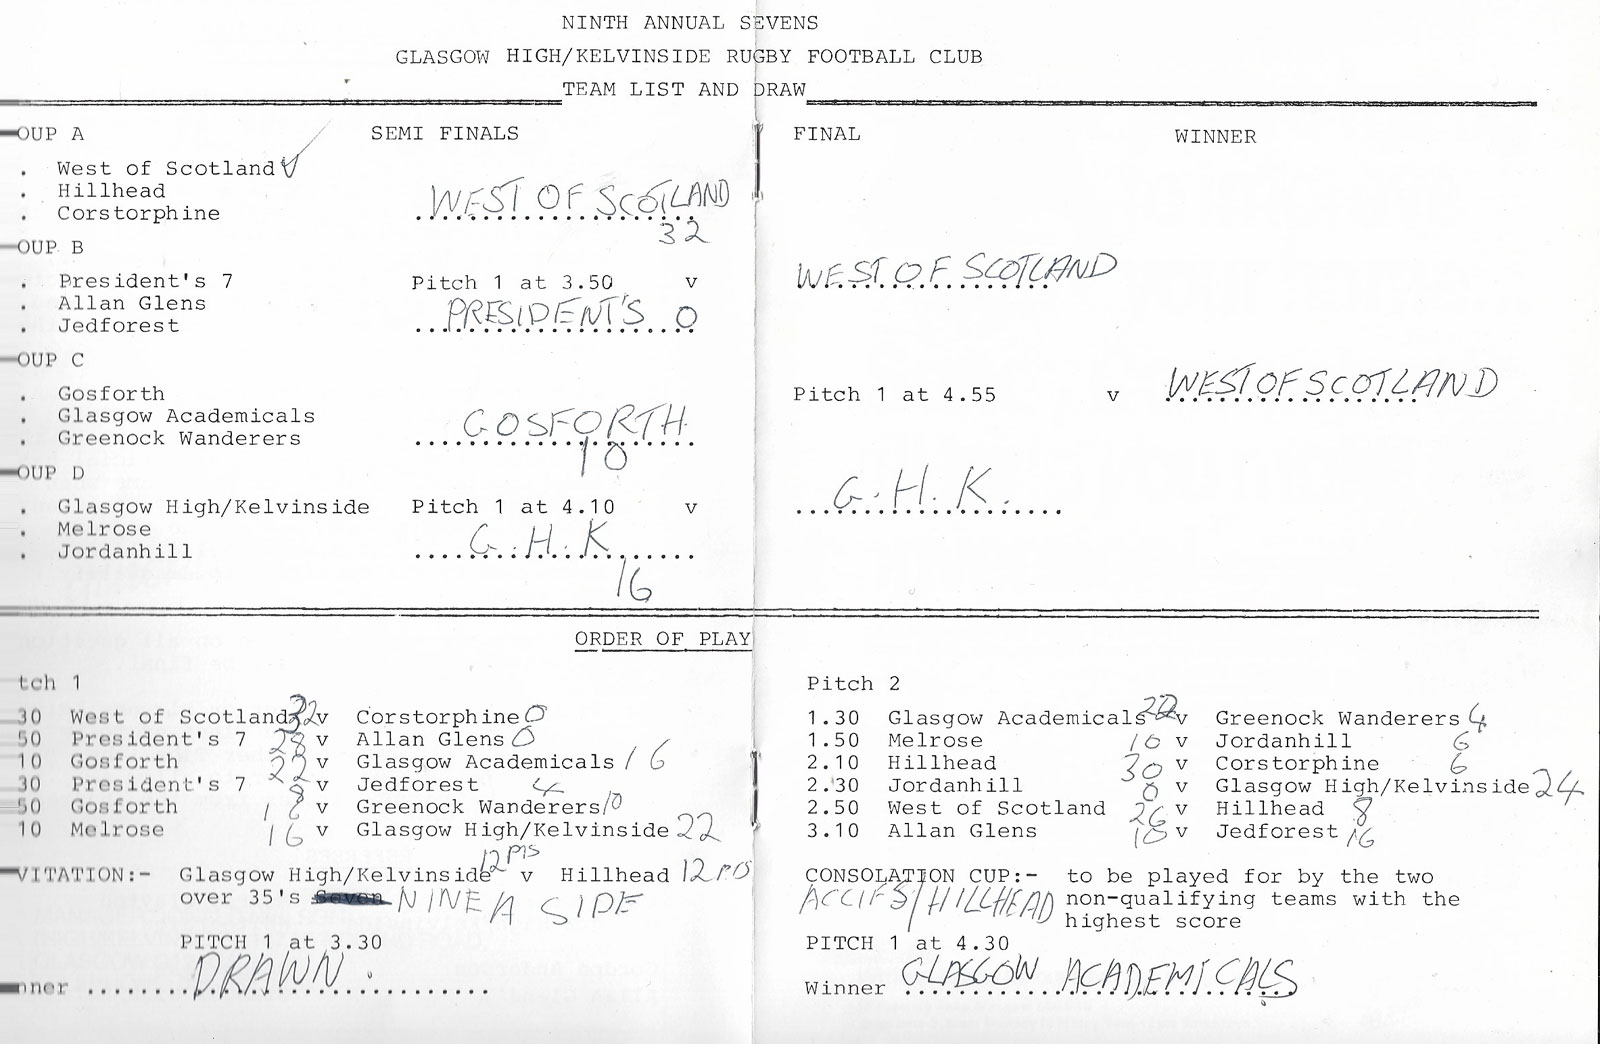 NINTH ANNUAL SEVENS
GLASGOW HIGH/KELVINSIDE RUGBY FOOTBALL CLUB
TEAM LIST AND DRAW
OUP A SEMI FINALS FINAL WINNER
. West of Scotland ✓
. Hillhead WEST OF SCOTLAND
. Corstorphine
32
OUP B
WEST OF SCOTLAND
. President's 7 Pitch 1 at 3.50 v
. Allan Glens
. Jedforest PRESIDENT'S 0
OUP C
. Gosforth Pitch 1 at 4.55 v WEST OF SCOTLAND
. Glasgow Academicals
. Greenock Wanderers GOSFORTH
10
OUP D
G.H.K.
. Glasgow High/Kelvinside Pitch 1 at 4.10 v
. Melrose
. Jordanhill G.H.K
16
ORDER OF PLAY
tch 1
30 West of Scotland 32 v Corstorphine 0
50 President's 7 28 v Allan Glens 0
10 Gosforth 22 v Glasgow Academicals 16
30 President's 7 8 v Jedforest 4
50 Gosforth 18 v Greenock Wanderers 10
10 Melrose 16 v Glasgow High/Kelvinside 22
VITATION:- Glasgow High/Kelvinside 12 PTS v Hillhead 12 PTS
over 35's NINE A SIDE
PITCH 1 at 3.30
nner DRAWN.
Pitch 2
1.30 Glasgow Academicals 22 v Greenock Wanderers 4
1.50 Melrose 10 v Jordanhill 6
2.10 Hillhead 30 v Corstorphine 6
2.30 Jordanhill 0 v Glasgow High/Kelvinside 24
2.50 West of Scotland 26 v Hillhead 8
3.10 Allan Glens 18 v Jedforest 16
CONSOLATION CUP:- to be played for by the two
ACCIES/HILLHEAD non-qualifying teams with the
highest score
PITCH 1 at 4.30
Winner GLASGOW ACADEMICALS